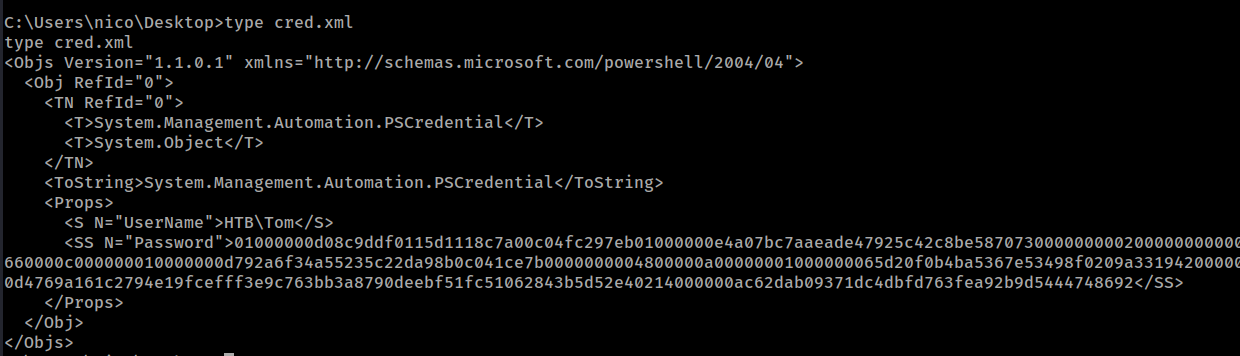 C:\Users\nico\Desktop>type cred.xml
type cred.xml
<Objs Version="1.1.0.1" xmlns="http://schemas.microsoft.com/powershell/2004/04">
<Obj RefId="0">
<TN RefId="0">
<T>System.Management.Automation.PSCredential</T>
<T>System.Object</T>
</TN>
<ToString>System.Management.Automation.PSCredential</ToString>
<Props>
<S N="UserName">HTB\Tom</S>
<SS N="Password">01000000d08c9ddf0115d1118c7a00c04fc297eb01000000e4a07bc7aaeade47925c42c8be5870730000000002000000000
660000c000000010000000d792a6f34a55235c22da98b0c041ce7b0000000004800000a00000001000000065d20f0b4ba5367e53498f0209a3319420000
0d4769a161c2794e19fcefff3e9c763bb3a8790deebf51fc51062843b5d52e40214000000ac62dab09371dc4dbfd763fea92b9d5444748692</SS>
</Props>
</Obj>
</Objs>